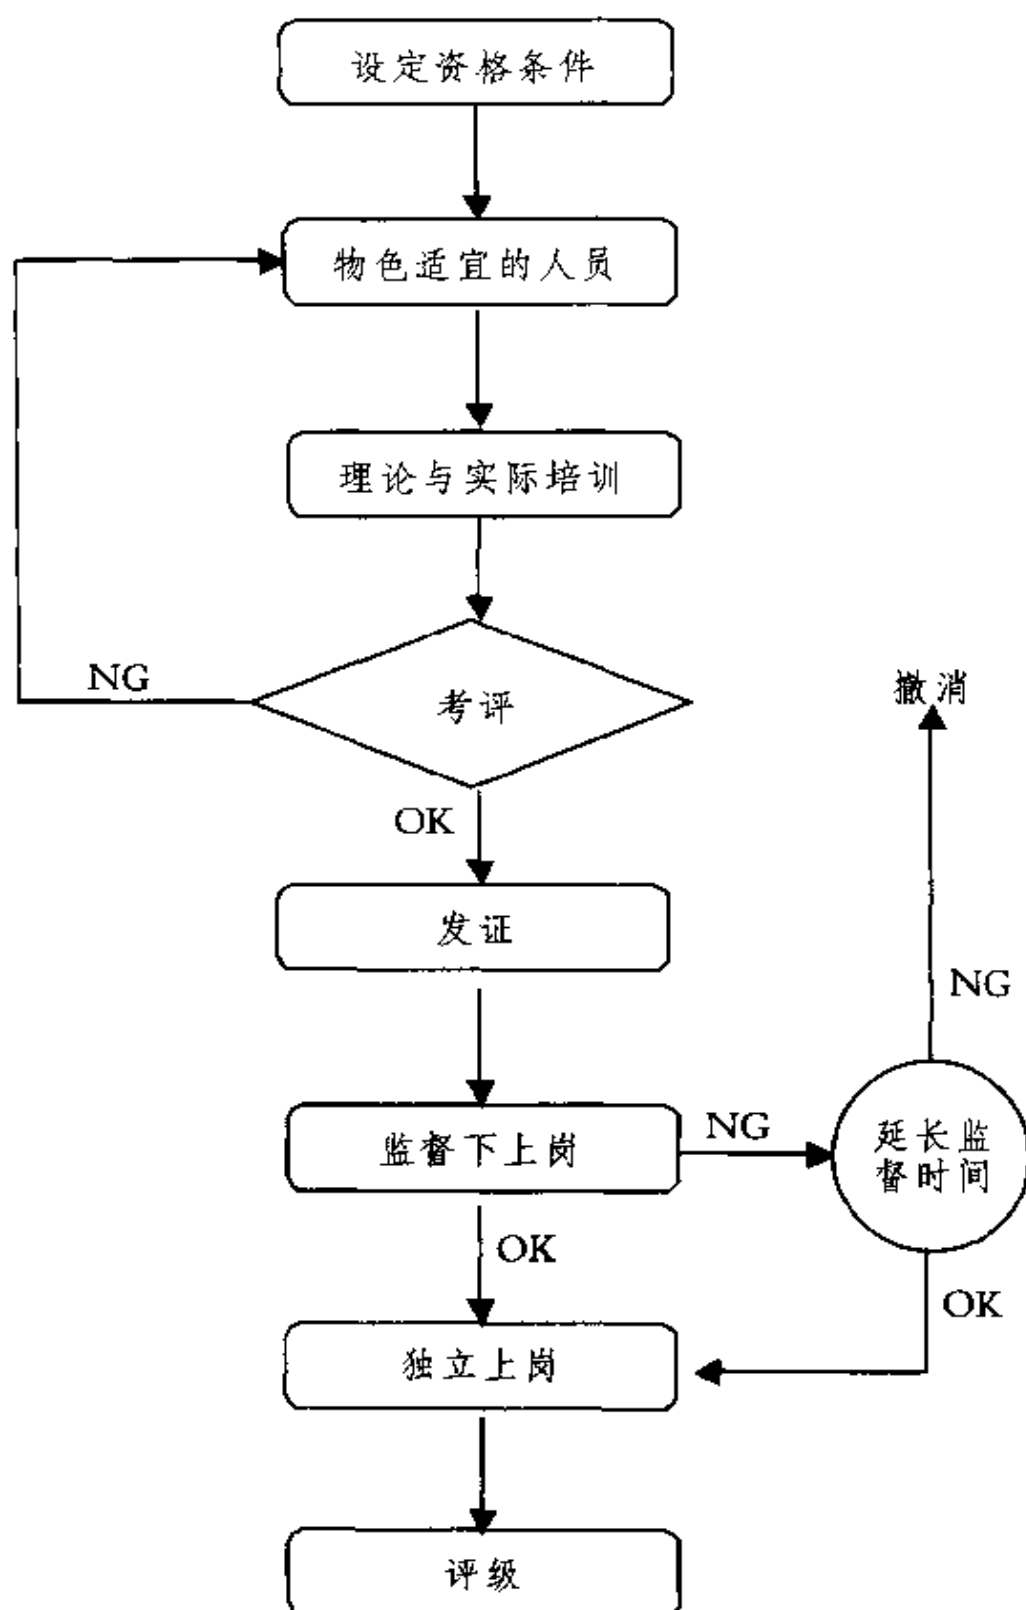 设定资格条件
物色适宜的人员
理论与实际培训
NG
考评
撤消
OK
发证
NG
监督下上岗
NG
延长监
督时间
OK
OK
独立上岗
评级